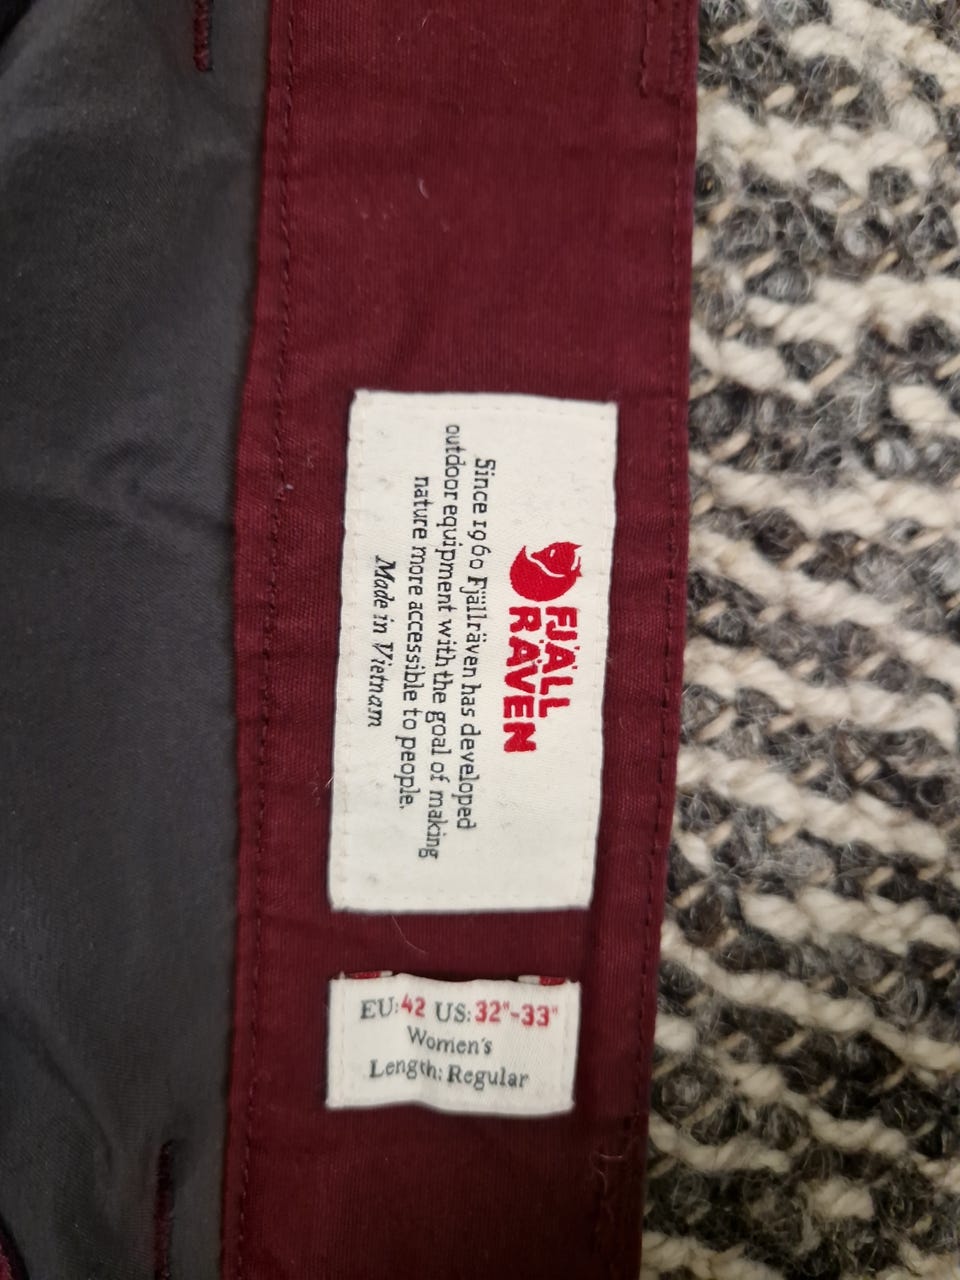 FJÄLL
RÄVEN
Since 1960 Fjällräven has developed
outdoor equipment with the goal of making
nature more accessible to people.
Made in Vietnam
EU:42 US:32"-33"
Women's
Length: Regular